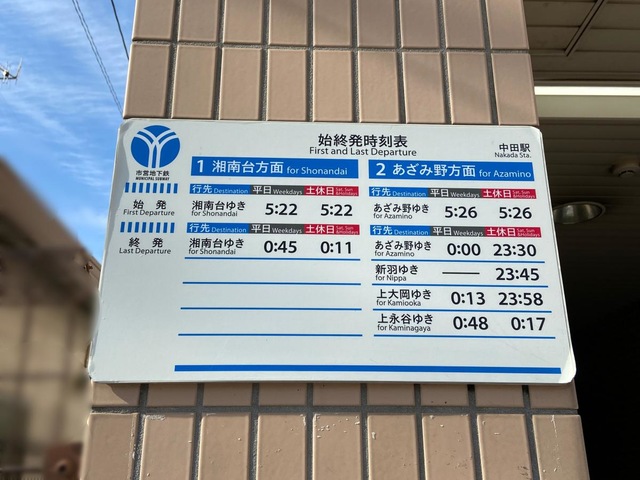 始終発時刻表
First and Last Departure
中田駅
Nakada Sta.
市営地下鉄
MUNICIPAL SUBWAY
1 湘南台方面 for Shonandai
2 あざみ野方面 for Azamino
行先 Destination 平日 Weekdays 土休日 Sat, Sun &Holidays
行先 Destination 平日 Weekdays 土休日 Sat, Sun &Holidays
始発
First Departure
湘南台ゆき 5:22 5:22
for Shonandai
あざみ野ゆき 5:26 5:26
for Azamino
行先 Destination 平日 Weekdays 土休日 Sat, Sun &Holidays
行先 Destination 平日 Weekdays 土休日 Sat, Sun &Holidays
終発
Last Departure
湘南台ゆき 0:45 0:11
for Shonandai
あざみ野ゆき 0:00 23:30
for Azamino
新羽ゆき — 23:45
for Nippa
上大岡ゆき 0:13 23:58
for Kamiooka
上永谷ゆき 0:48 0:17
for Kaminagaya